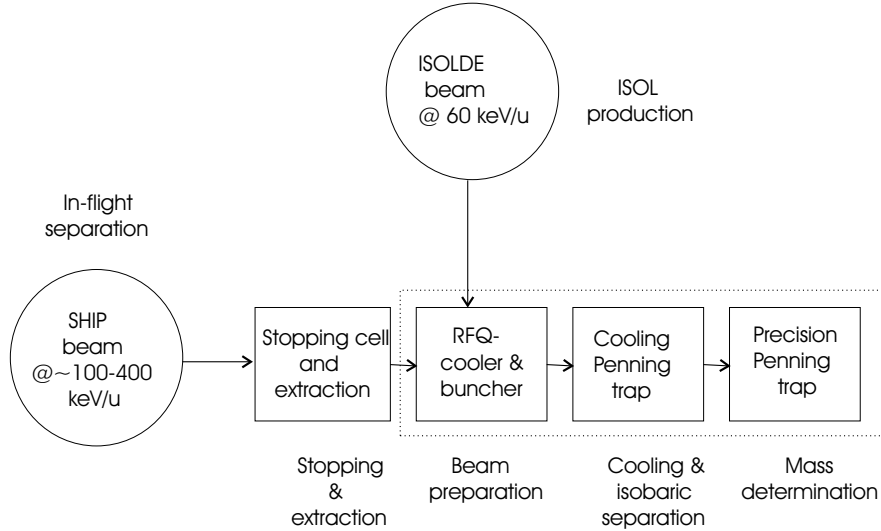 ISOLDE
beam
@ 60 keV/u
ISOL
production
In-flight
separation
SHIP
beam
@~100-400
keV/u
Stopping cell
and
extraction
RFQ-
cooler &
buncher
Cooling
Penning
trap
Precision
Penning
trap
Stopping
&
extraction
Beam
preparation
Cooling &
isobaric
separation
Mass
determination